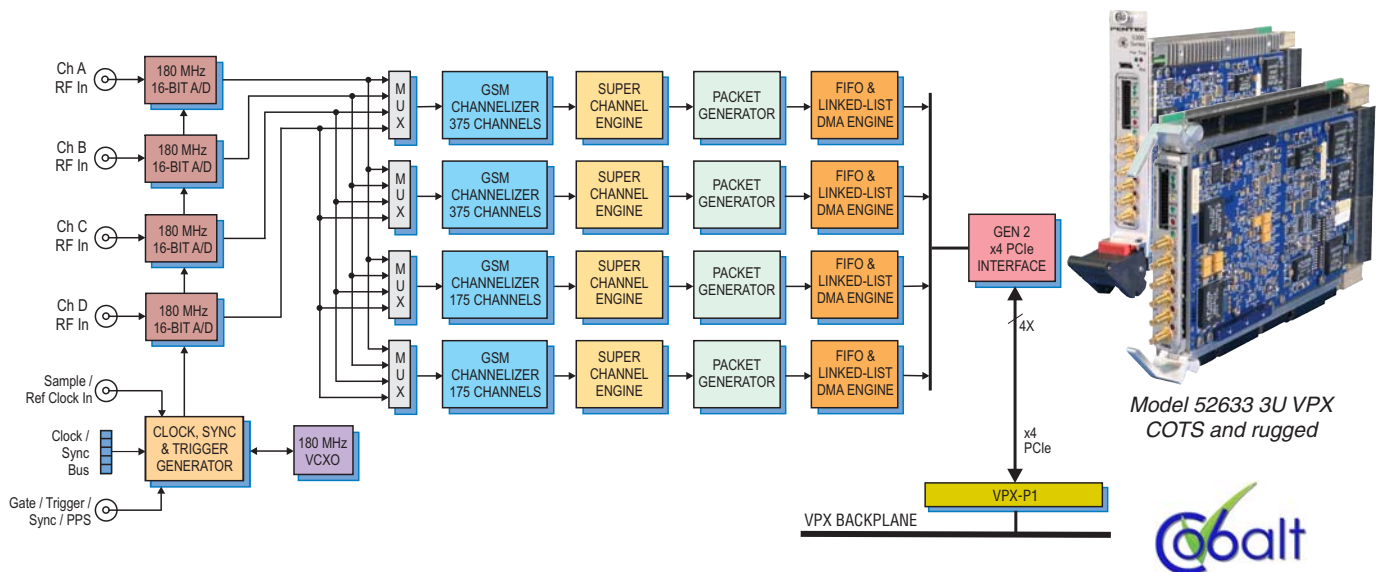 Ch A
RF In
180 MHz
16-BIT A/D
Ch B
RF In
180 MHz
16-BIT A/D
Ch C
RF In
180 MHz
16-BIT A/D
Ch D
RF In
180 MHz
16-BIT A/D
Sample /
Ref Clock In
Clock /
Sync
Bus
Gate / Trigger /
Sync / PPS
CLOCK, SYNC
& TRIGGER
GENERATOR
180 MHz
VCXO
M
U
X
GSM
CHANNELIZER
375 CHANNELS
SUPER
CHANNEL
ENGINE
PACKET
GENERATOR
FIFO &
LINKED-LIST
DMA ENGINE
M
U
X
GSM
CHANNELIZER
375 CHANNELS
SUPER
CHANNEL
ENGINE
PACKET
GENERATOR
FIFO &
LINKED-LIST
DMA ENGINE
M
U
X
GSM
CHANNELIZER
175 CHANNELS
SUPER
CHANNEL
ENGINE
PACKET
GENERATOR
FIFO &
LINKED-LIST
DMA ENGINE
M
U
X
GSM
CHANNELIZER
175 CHANNELS
SUPER
CHANNEL
ENGINE
PACKET
GENERATOR
FIFO &
LINKED-LIST
DMA ENGINE
GEN 2
x4 PCIe
INTERFACE
4X
x4
PCIe
VPX-P1
VPX BACKPLANE
PENTEK
Model 52633 3U VPX
COTS and rugged
Cobalt